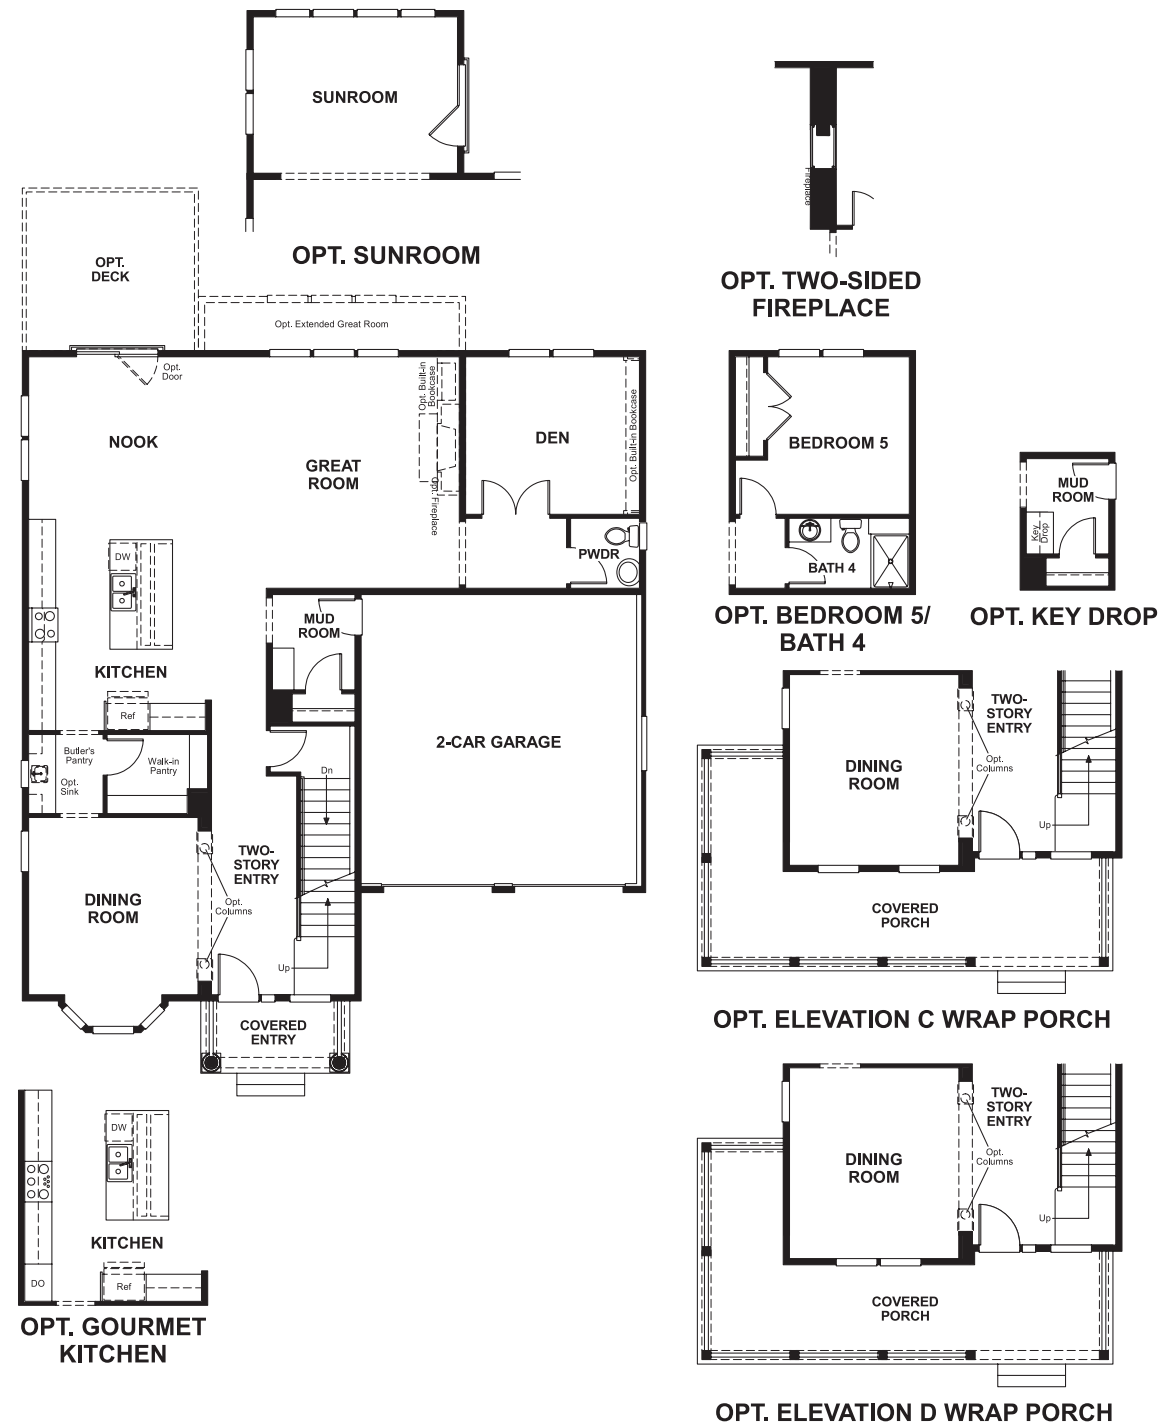 SUNROOM
OPT. SUNROOM
Fireplace
OPT. TWO-SIDED
FIREPLACE
OPT.
DECK
Opt. Extended Great Room
Opt.
Door
NOOK
GREAT
ROOM
Opt. Built-in
Bookcase
Opt. Fireplace
DEN
Opt. Built-in Bookcase
PWDR
DW
KITCHEN
Ref
MUD
ROOM
Butler's
Pantry
Opt.
Sink
Walk-in
Pantry
Dn
2-CAR GARAGE
TWO-
STORY
ENTRY
DINING
ROOM
Opt.
Columns
Up
COVERED
ENTRY
BEDROOM 5
BATH 4
OPT. BEDROOM 5/
BATH 4
MUD
ROOM
Key
Drop
OPT. KEY DROP
TWO-
STORY
ENTRY
DINING
ROOM
Opt.
Columns
Up
COVERED
PORCH
OPT. ELEVATION C WRAP PORCH
TWO-
STORY
ENTRY
DINING
ROOM
Opt.
Columns
Up
COVERED
PORCH
OPT. ELEVATION D WRAP PORCH
DW
KITCHEN
DO
Ref
OPT. GOURMET
KITCHEN